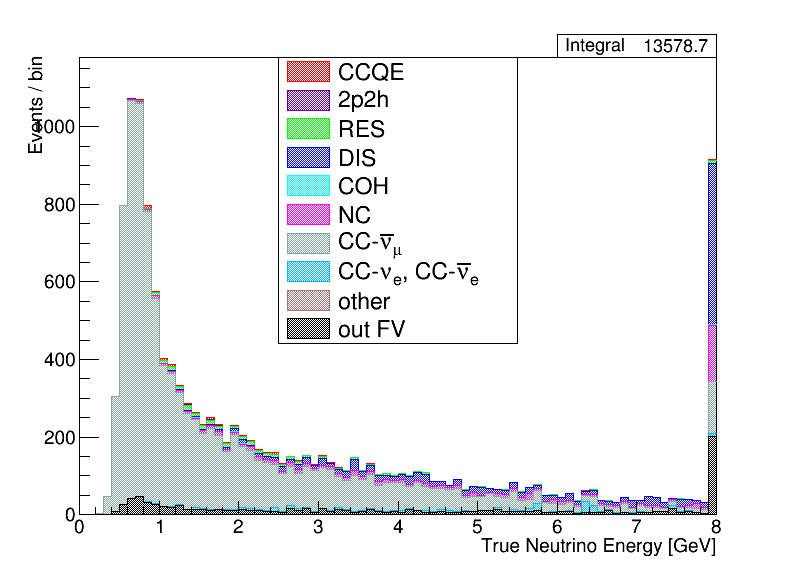 Integral 13578.7
Events / bin
CCQE
2p2h
RES
DIS
COH
NC
CC-ν̅μ
CC-νe, CC-ν̅e
other
out FV
1000
800
600
400
200
0
0 1 2 3 4 5 6 7 8
True Neutrino Energy [GeV]